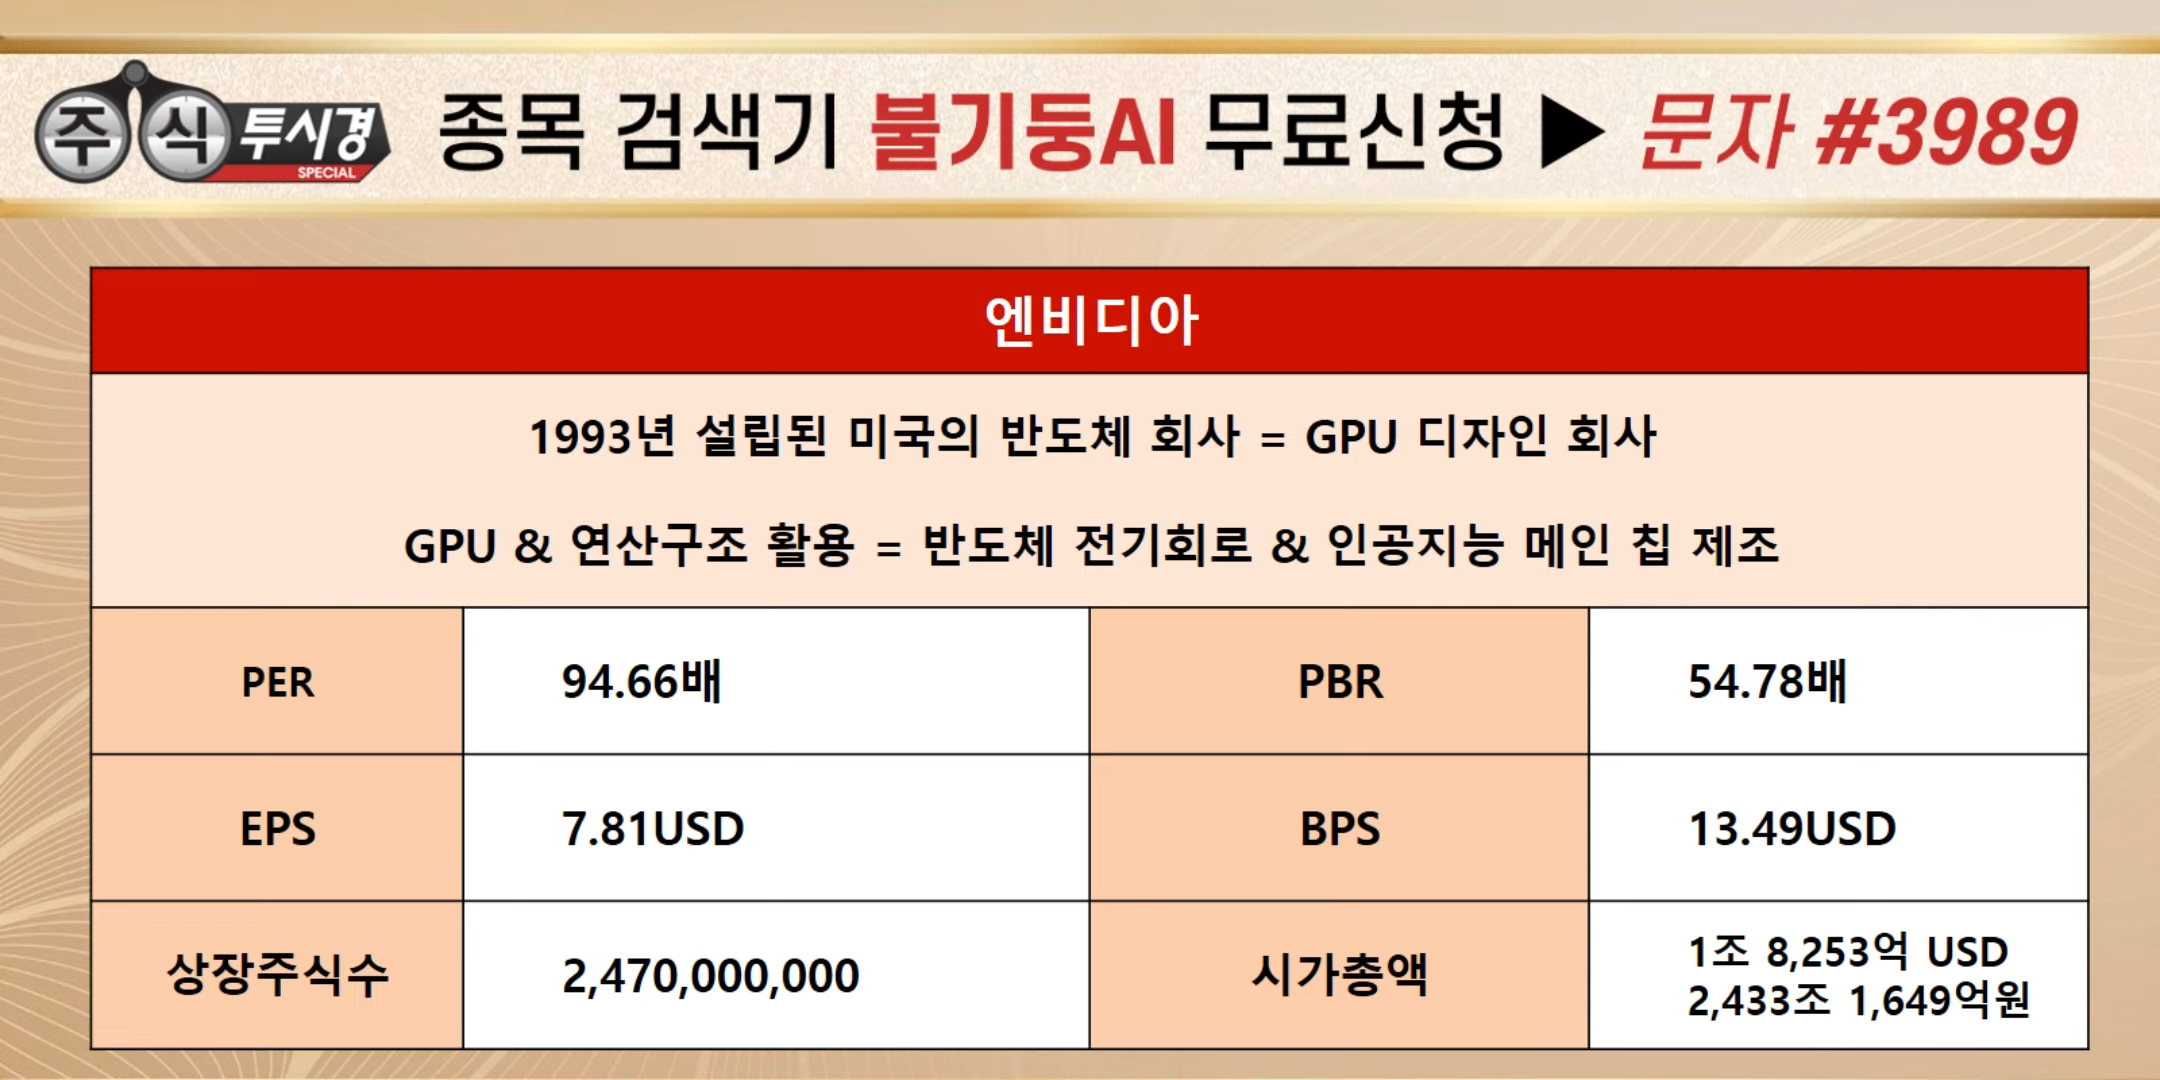 주식투시경
SPECIAL
종목 검색기 불기둥AI 무료신청 ▶ 문자 #3989
엔비디아
1993년 설립된 미국의 반도체 회사 = GPU 디자인 회사
GPU & 연산구조 활용 = 반도체 전기회로 & 인공지능 메인 칩 제조
PER 94.66배 PBR 54.78배
EPS 7.81USD BPS 13.49USD
상장주식수 2,470,000,000 시가총액 1조 8,253억 USD
2,433조 1,649억원